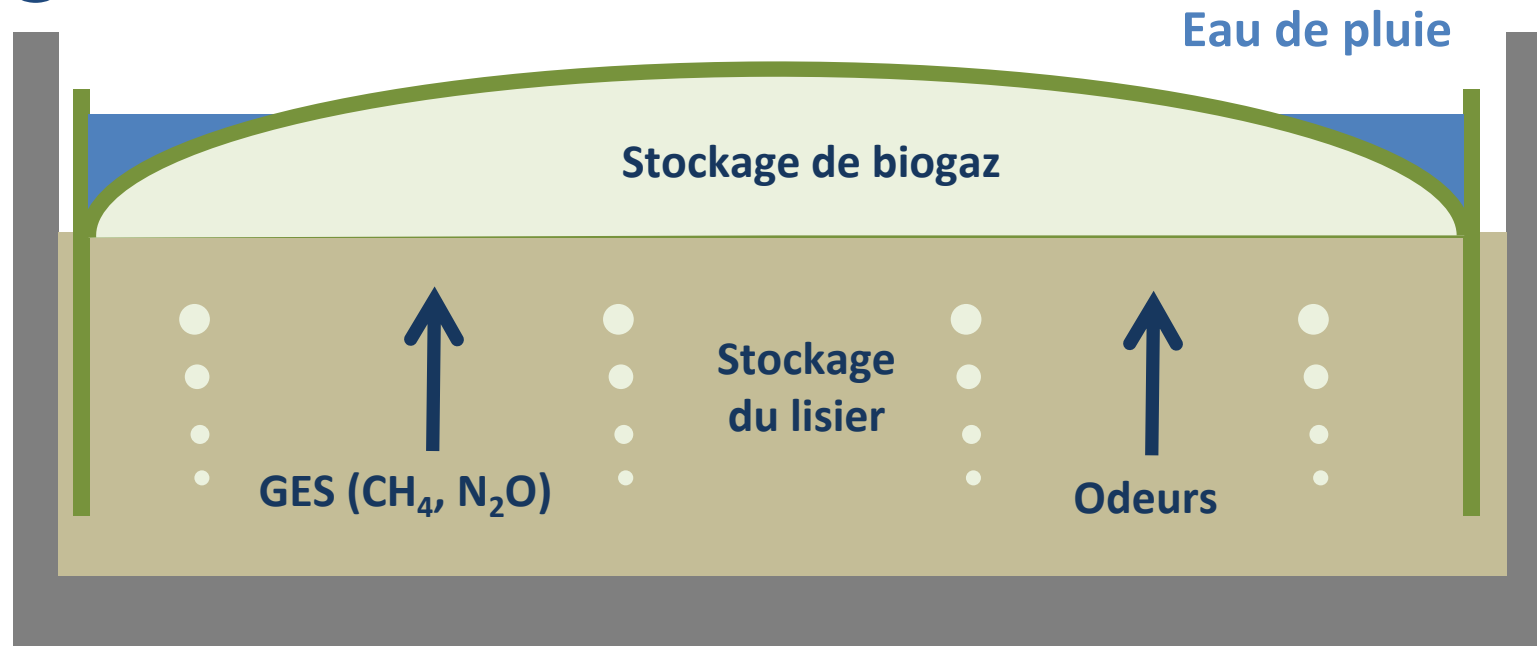 Eau de pluie
Stockage de biogaz
Stockage
du lisier
GES (CH₄, N₂O)
Odeurs